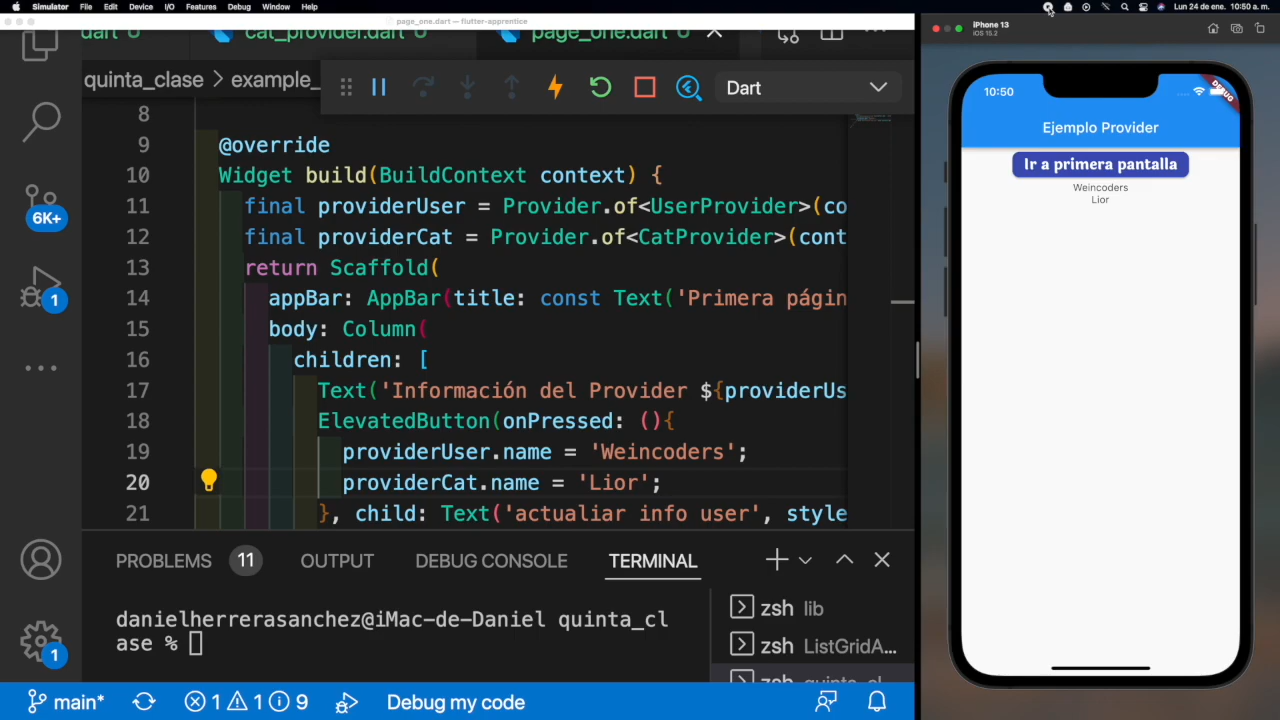 Simulator File Edit Device I/O Features Debug Window Help
Lun 24 de ene. 10:50 a. m.
page_one.dart — flutter-apprentice
dart U
cat_provider.dart U
page_one.dart U
quinta_clase > example_
Dart
8
9 @override
10 Widget build(BuildContext context) {
11 final providerUser = Provider.of<UserProvider>(co
12 final providerCat = Provider.of<CatProvider>(cont
13 return Scaffold(
14 appBar: AppBar(title: const Text('Primera págin
15 body: Column(
16 children: [
17 Text('Información del Provider ${providerUs
18 ElevatedButton(onPressed: (){
19 providerUser.name = 'Weincoders';
20 providerCat.name = 'Lior';
21 }, child: Text('actualiar info user', style
6K+
1
1
PROBLEMS 11 OUTPUT DEBUG CONSOLE TERMINAL
danielherrerasanchez@iMac-de-Daniel quinta_cl
ase %
zsh lib
zsh ListGridA...
main* 1 1 9 Debug my code
iPhone 13
iOS 15.2
10:50
DEBUG
Ejemplo Provider
Ir a primera pantalla
Weincoders
Lior